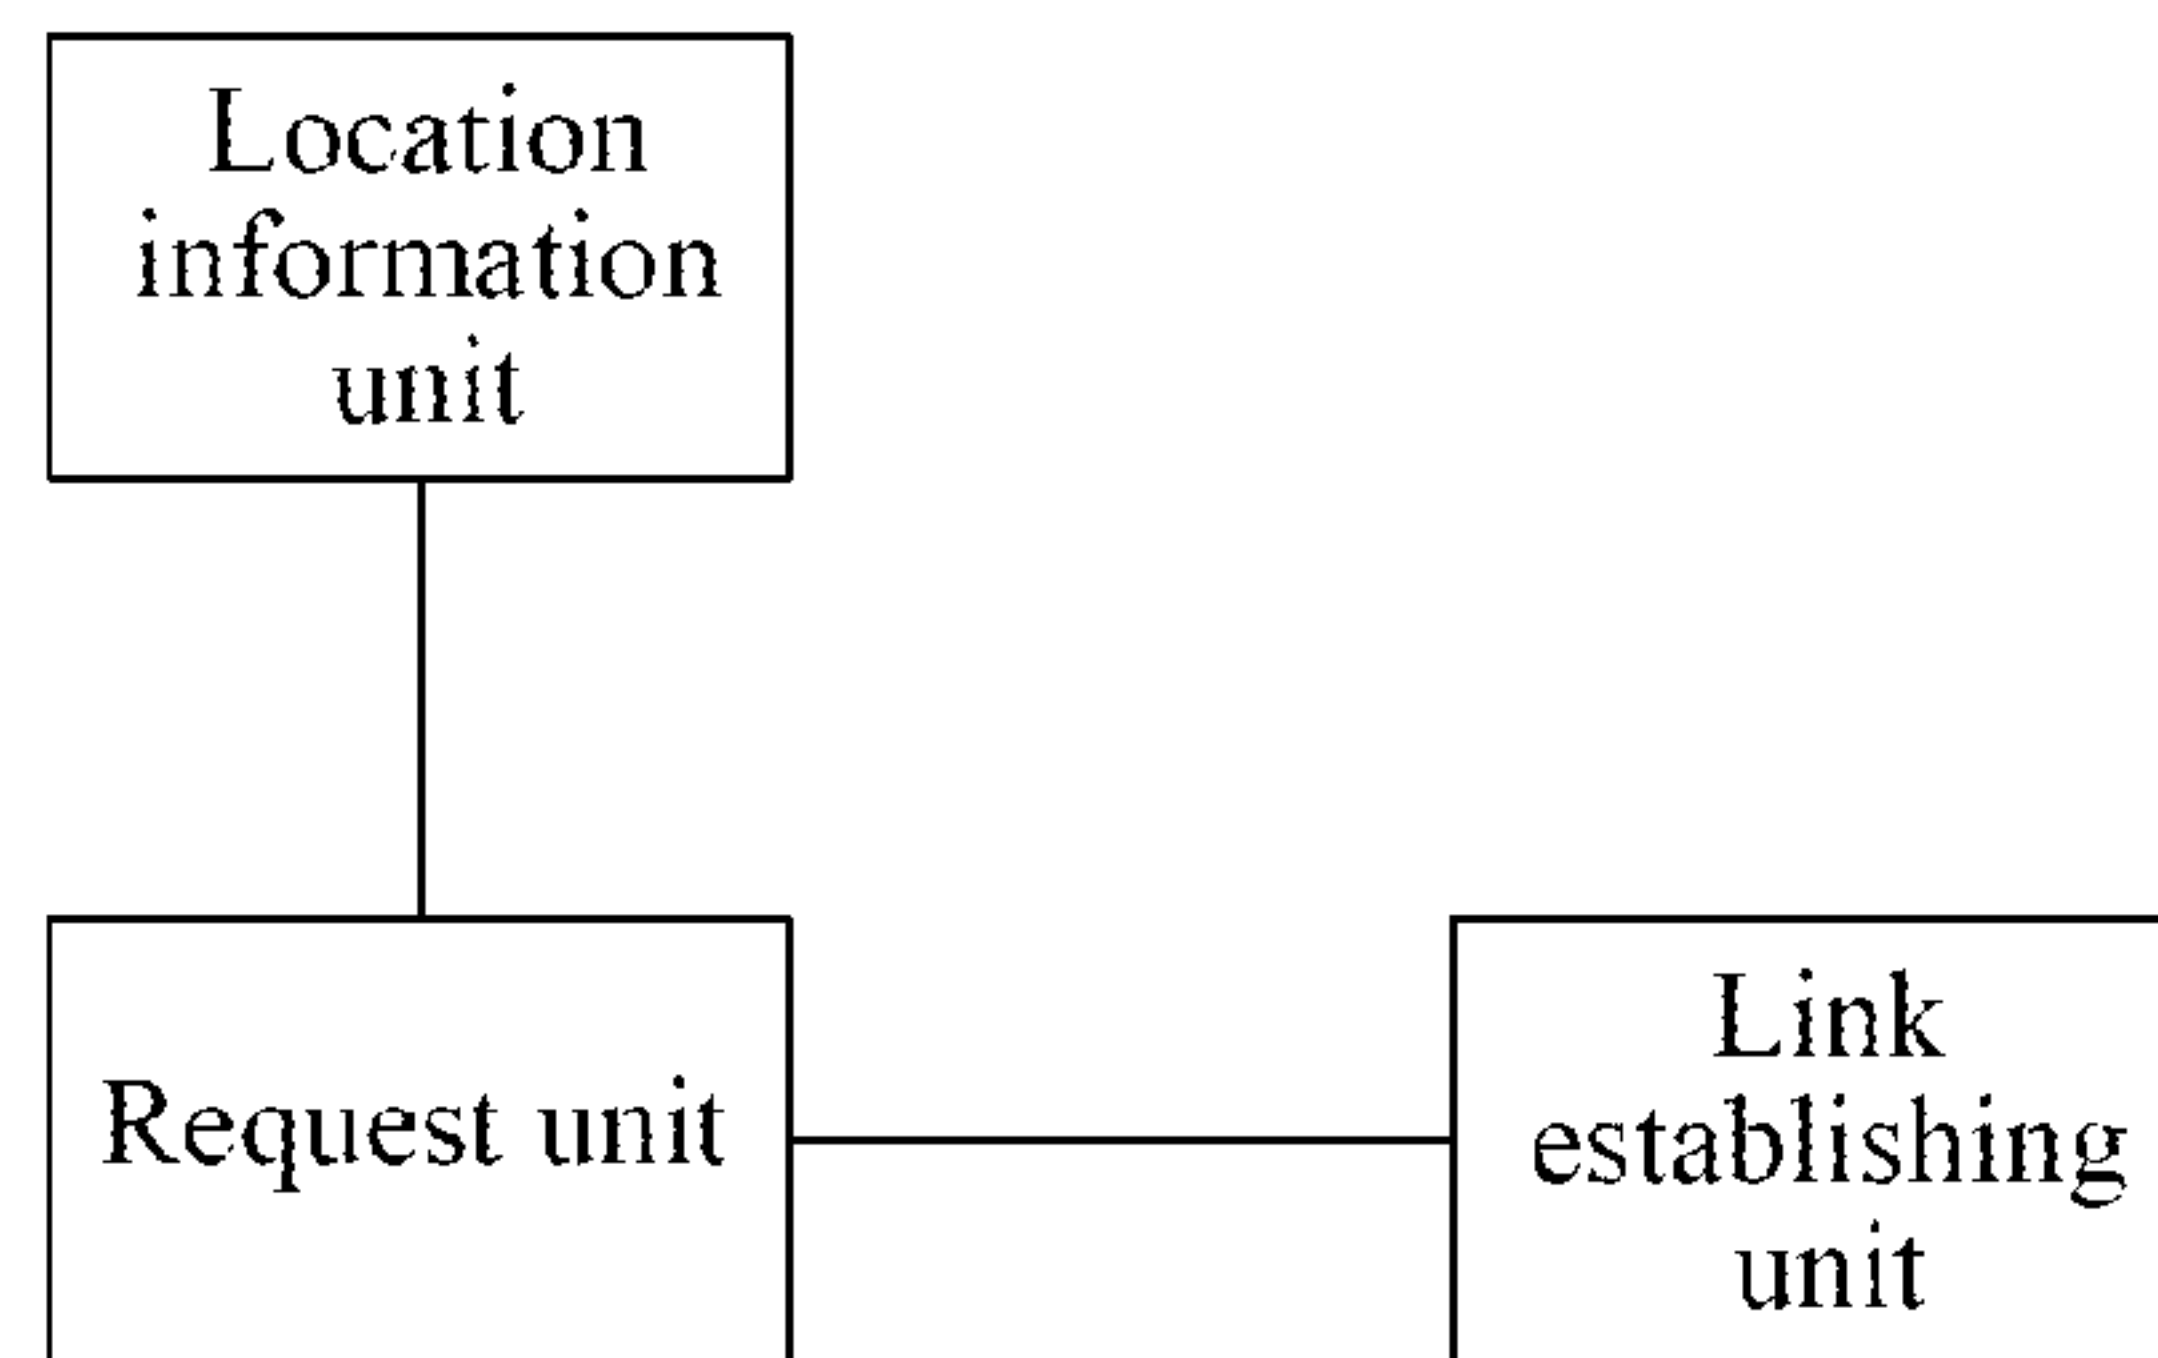 Location
information
unit
Request unit
Link
establishing
unit